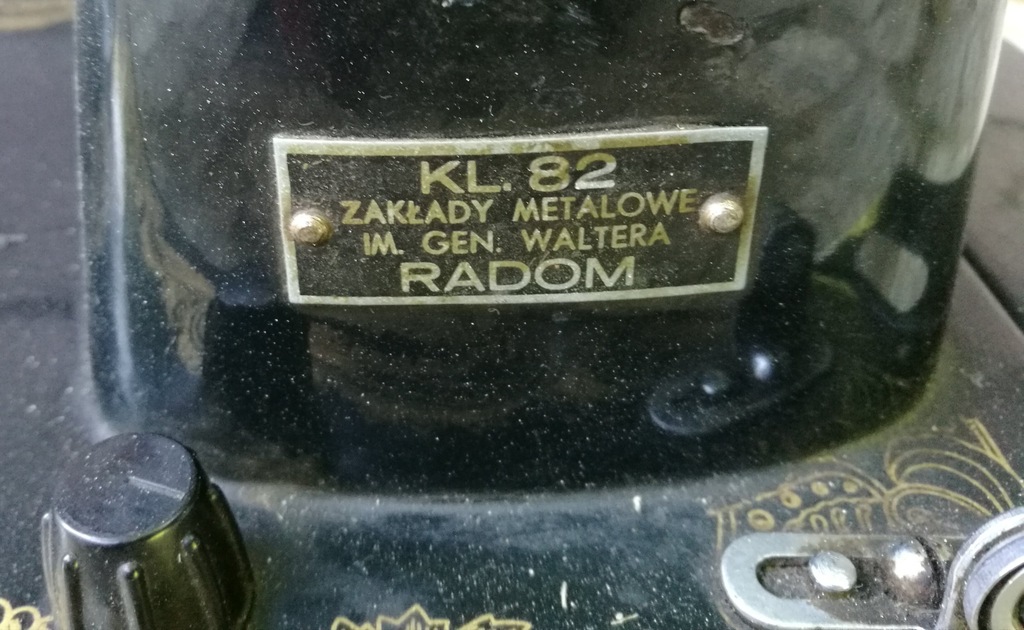 KL. 82
ZAKŁADY METALOWE
IM. GEN. WALTERA
RADOM